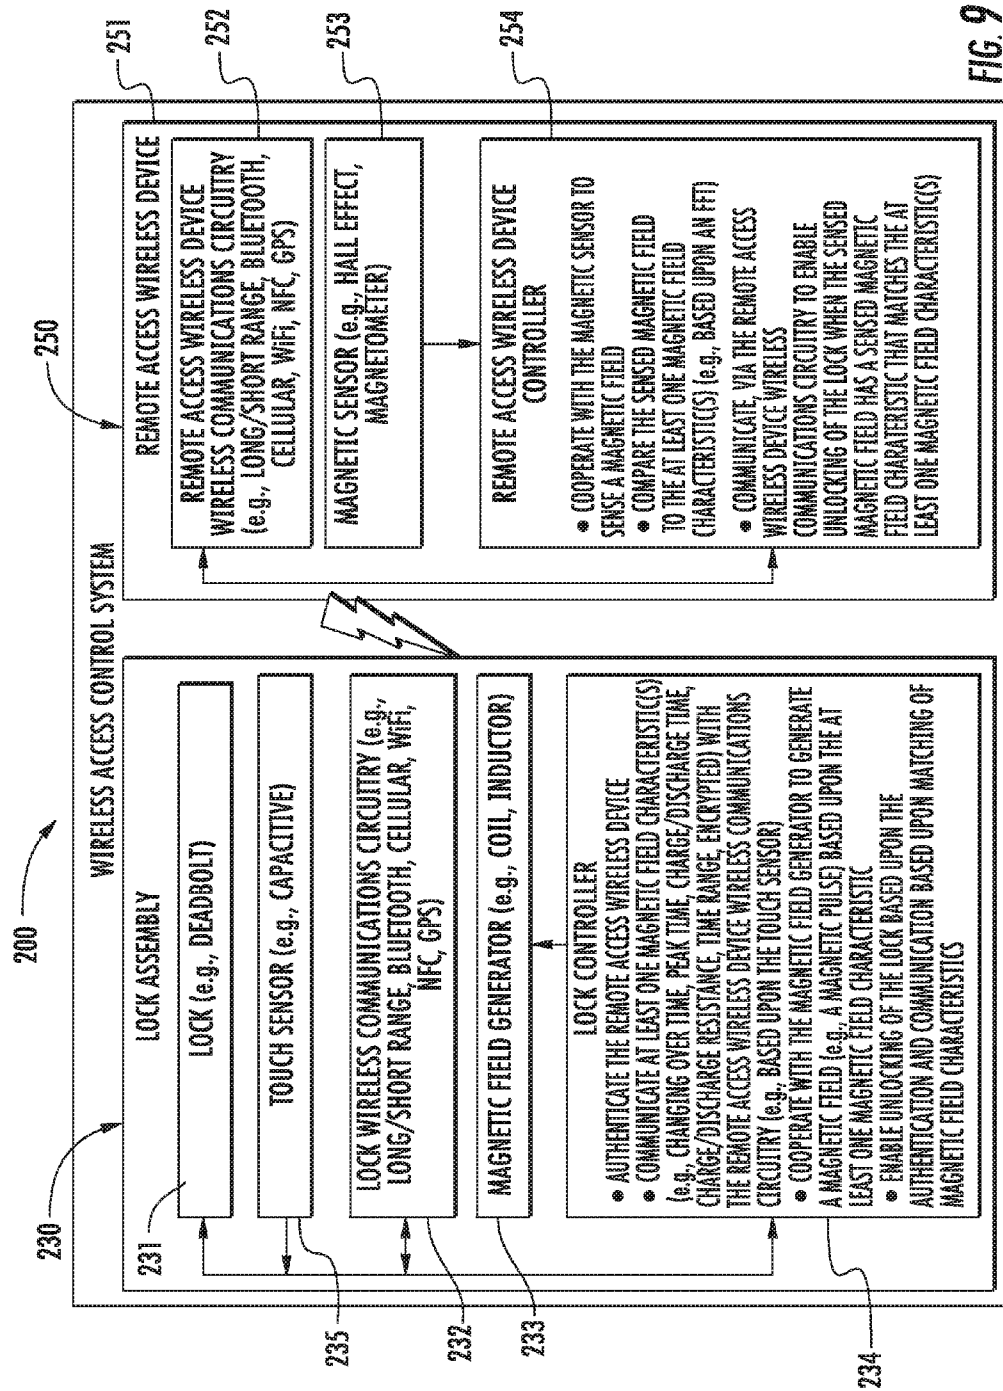 200
WIRELESS ACCESS CONTROL SYSTEM
230
LOCK ASSEMBLY
231
LOCK (e.g., DEADBOLT)
TOUCH SENSOR (e.g., CAPACITIVE)
235
LOCK WIRELESS COMMUNICATIONS CIRCUITRY (e.g.,
LONG/SHORT RANGE, BLUETOOTH, CELLULAR, WiFi,
NFC, GPS)
232
MAGNETIC FIELD GENERATOR (e.g., COIL, INDUCTOR)
233
LOCK CONTROLLER
● AUTHENTICATE THE REMOTE ACCESS WIRELESS DEVICE
● COMMUNICATE AT LEAST ONE MAGNETIC FIELD CHARACTERISTIC(S)
(e.g., CHANGING OVER TIME, PEAK TIME, CHARGE/DISCHARGE TIME,
CHARGE/DISCHARGE RESISTANCE, TIME RANGE, ENCRYPTED) WITH
THE REMOTE ACCESS WIRELESS DEVICE WIRELESS COMMUNICATIONS
CIRCUITRY (e.g., BASED UPON THE TOUCH SENSOR)
● COOPERATE WITH THE MAGNETIC FIELD GENERATOR TO GENERATE
A MAGNETIC FIELD (e.g., A MAGNETIC PULSE) BASED UPON THE AT
LEAST ONE MAGNETIC FIELD CHARACTERISTIC
● ENABLE UNLOCKING OF THE LOCK BASED UPON THE
AUTHENTICATION AND COMMUNICATION BASED UPON MATCHING OF
MAGNETIC FIELD CHARACTERISTICS
234
250
REMOTE ACCESS WIRELESS DEVICE
251
REMOTE ACCESS WIRELESS DEVICE
WIRELESS COMMUNICATIONS CIRCUITRY
(e.g., LONG/SHORT RANGE, BLUETOOTH,
CELLULAR, WiFi, NFC, GPS)
252
MAGNETIC SENSOR (e.g., HALL EFFECT,
MAGNETOMETER)
253
REMOTE ACCESS WIRELESS DEVICE
CONTROLLER
● COOPERATE WITH THE MAGNETIC SENSOR TO
SENSE A MAGNETIC FIELD
● COMPARE THE SENSED MAGNETIC FIELD
TO THE AT LEAST ONE MAGNETIC FIELD
CHARACTERISTIC(S) (e.g., BASED UPON AN FFT)
● COMMUNICATE, VIA THE REMOTE ACCESS
WIRELESS DEVICE WIRELESS
COMMUNICATIONS CIRCUITRY TO ENABLE
UNLOCKING OF THE LOCK WHEN THE SENSED
MAGNETIC FIELD HAS A SENSED MAGNETIC
FIELD CHARATERISTIC THAT MATCHES THE AT
LEAST ONE MAGNETIC FIELD CHARACTERISTIC(S)
254
FIG. 9